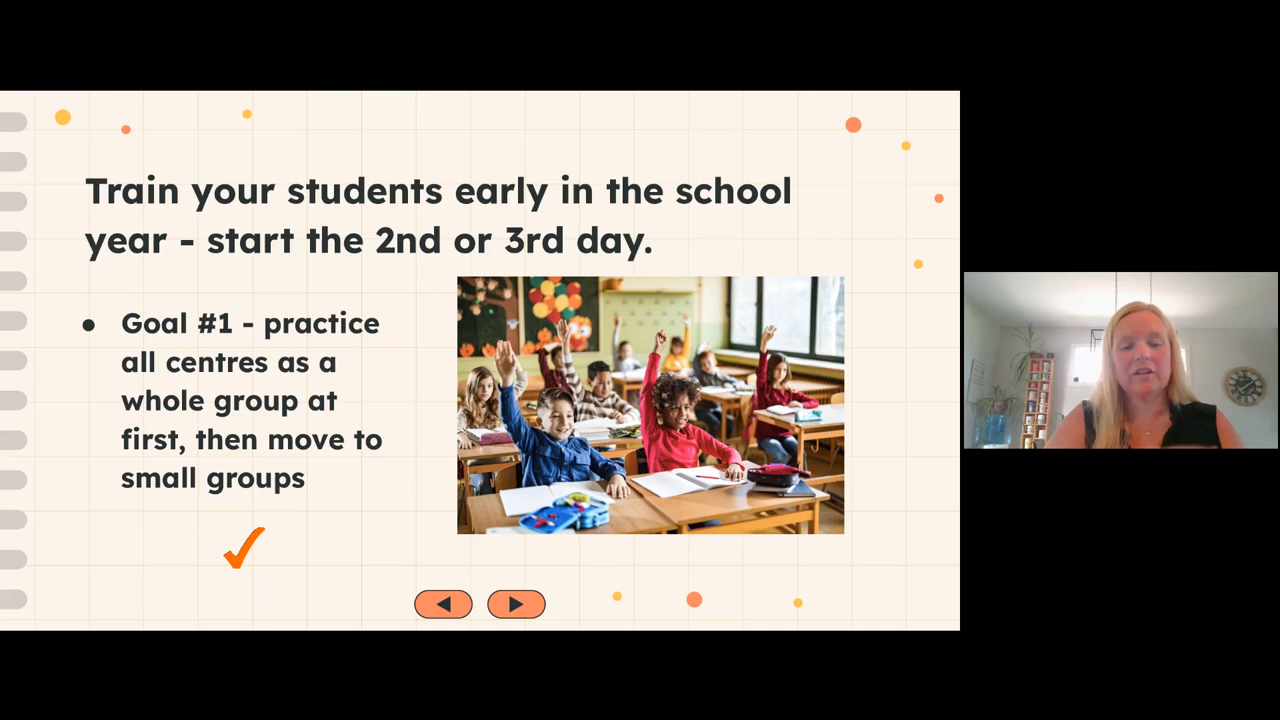 Train your students early in the school
year - start the 2nd or 3rd day.
● Goal #1 - practice
all centres as a
whole group at
first, then move to
small groups